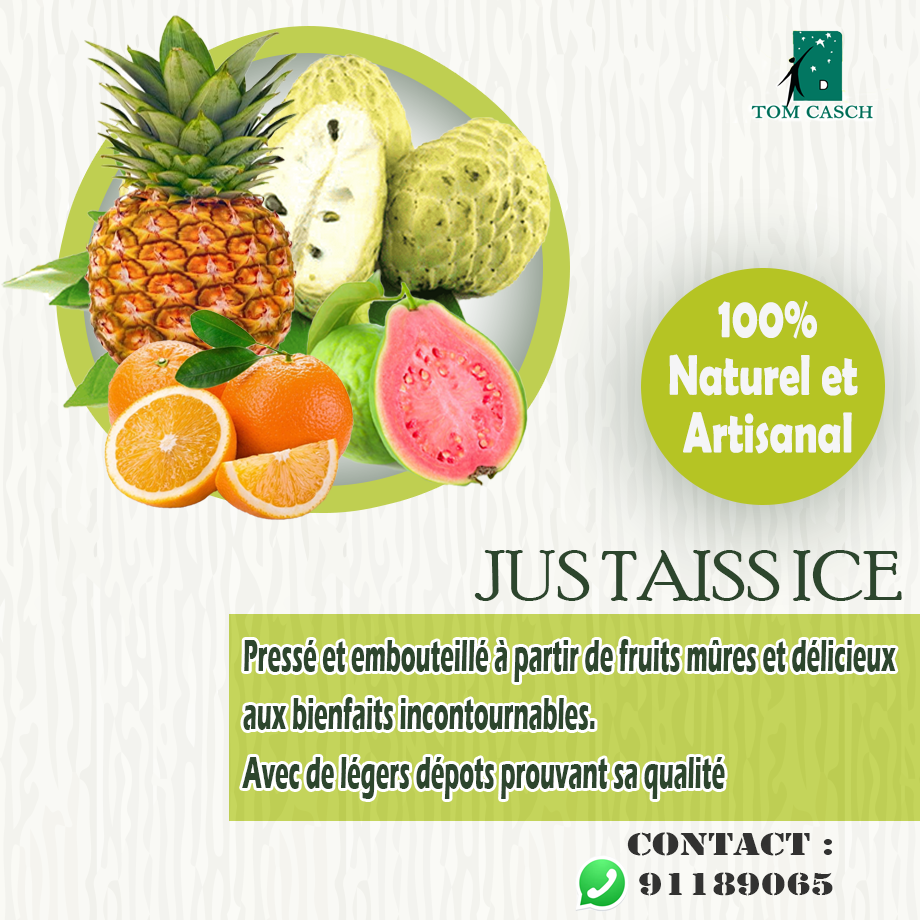 TOM CASCH
100%
Naturel et
Artisanal
JUS TAISS ICE
Pressé et embouteillé à partir de fruits mûres et délicieux
aux bienfaits incontournables.
Avec de légers dépots prouvant sa qualité
CONTACT :
91189065